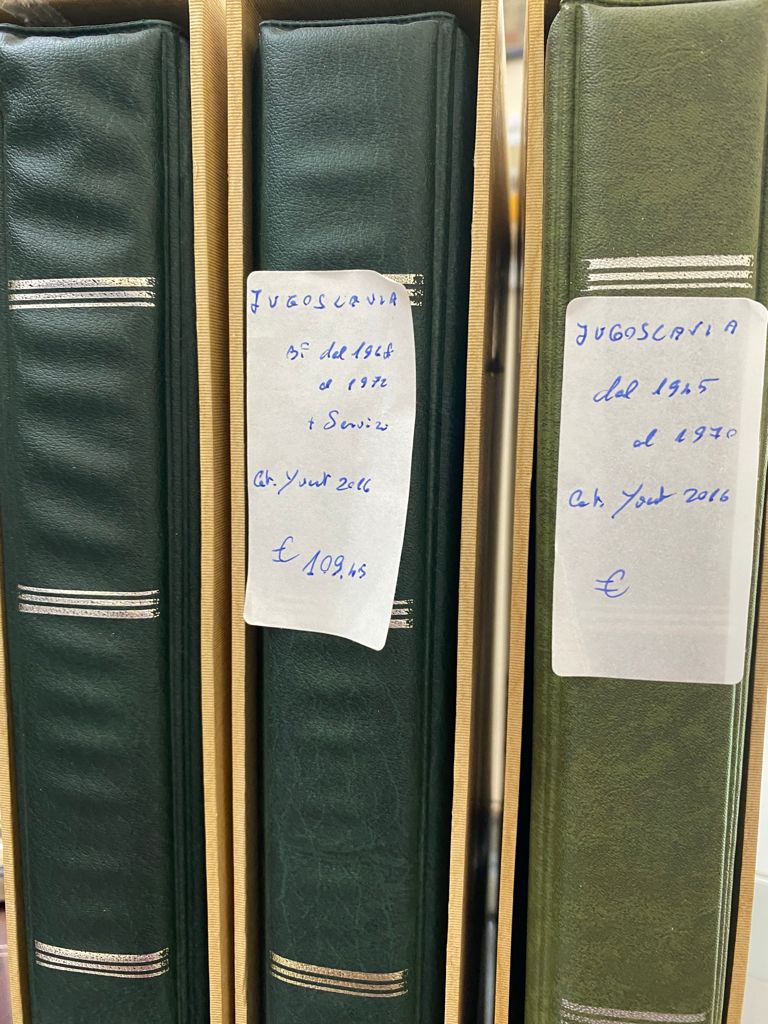 JUGOSLAVIA
BF dal 1968
al 1972
+ Servizo
Cat. Yvert 2016
€ 109,45
JUGOSLAVIA
dal 1945
al 1970
Cat. Yvert 2016
€